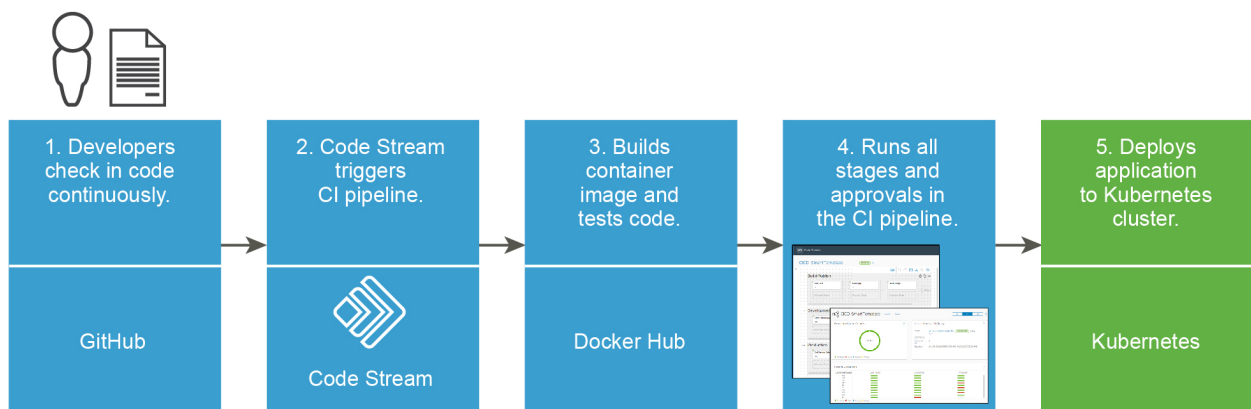 1. Developers
check in code
continuously.
2. Code Stream
triggers
CI pipeline.
3. Builds
container
image and
tests code.
4. Runs all
stages and
approvals in
the CI pipeline.
5. Deploys
application
to Kubernetes
cluster.
GitHub
Code Stream
Docker Hub
Kubernetes